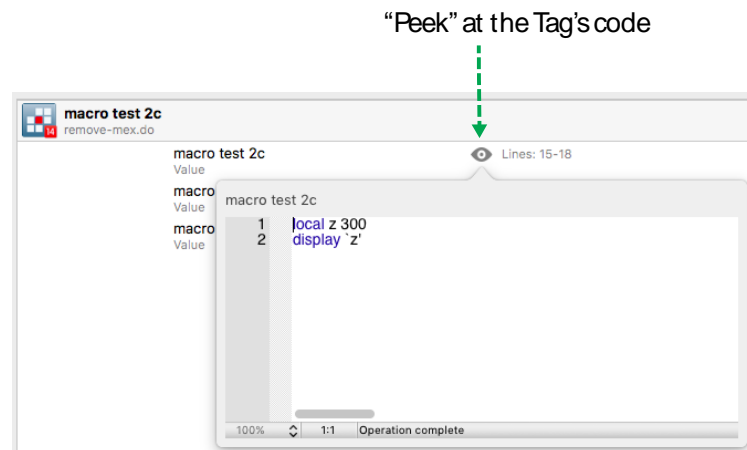 “Peek” at the Tag’s code
macro test 2c
remove-mex.do
14
macro test 2c
Lines: 15-18
Value
macro
Value
macro
Value
macro test 2c
1 local z 300
2 display `z'
100% 1:1 Operation complete